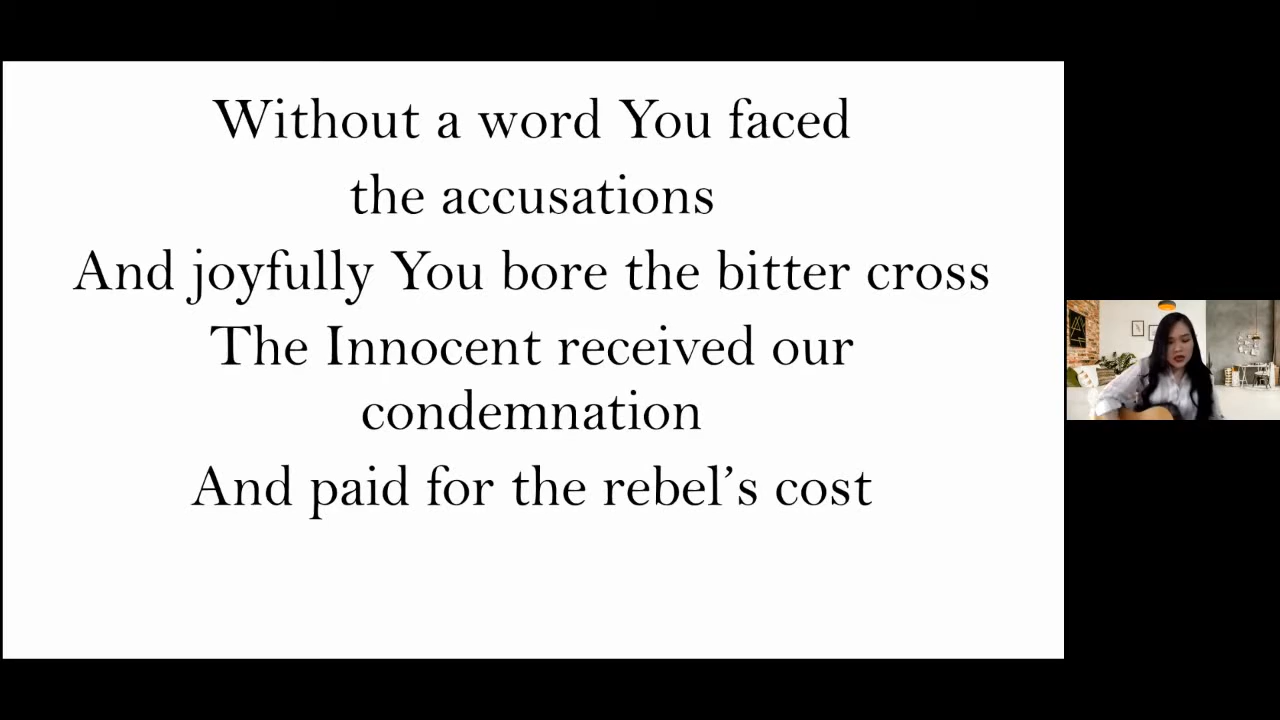 Without a word You faced
the accusations
And joyfully You bore the bitter cross
The Innocent received our
condemnation
And paid for the rebel’s cost